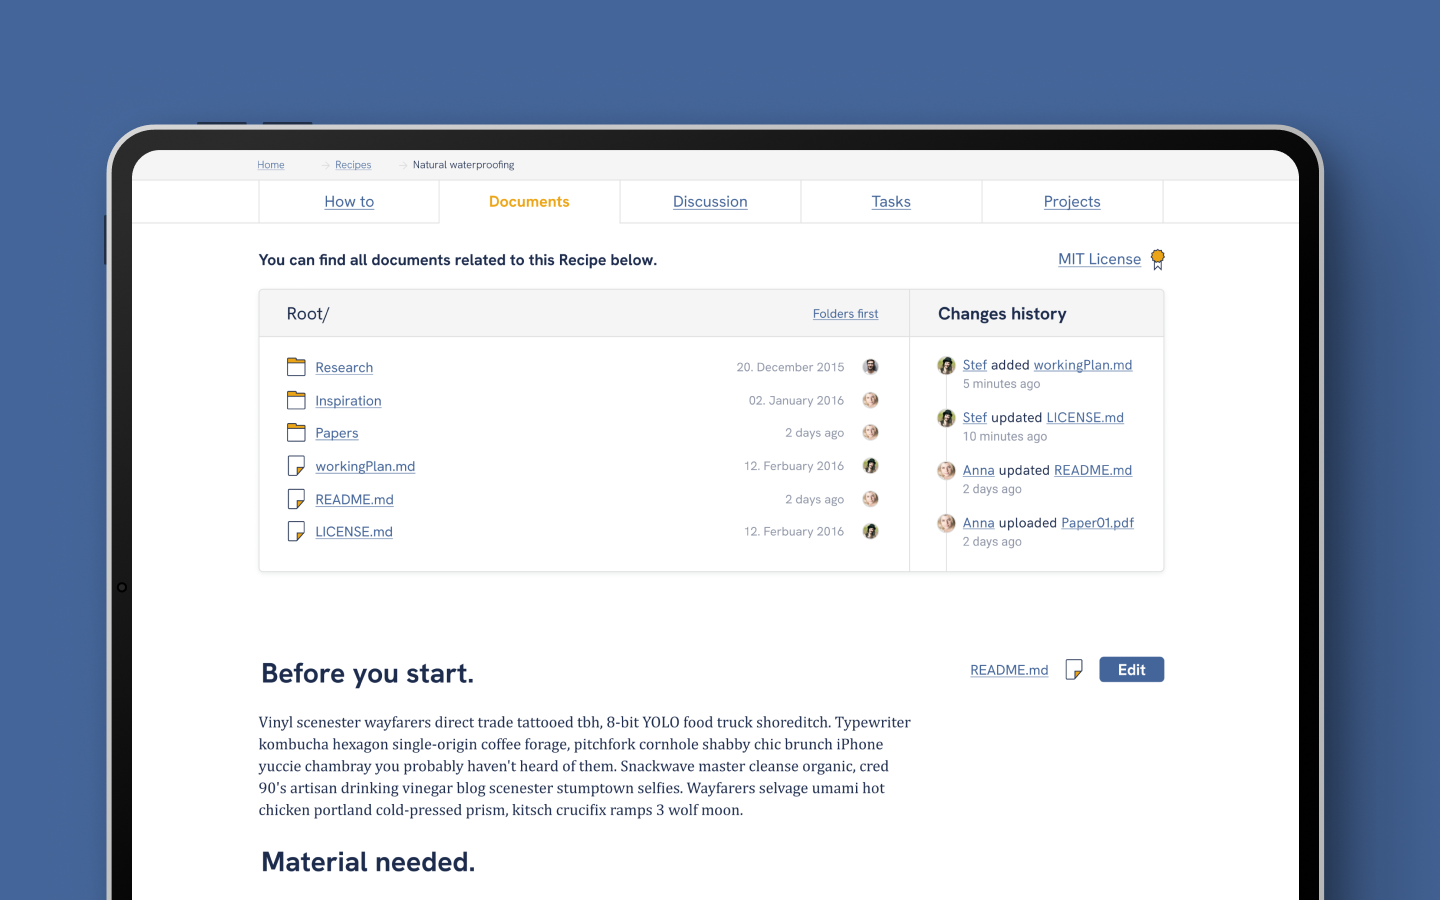 Home → Recipes → Natural waterproofing
How to Documents Discussion Tasks Projects
You can find all documents related to this Recipe below.
MIT License
Root/ Folders first
Research 20. December 2015
Inspiration 02. January 2016
Papers 2 days ago
workingPlan.md 12. Ferbuary 2016
README.md 2 days ago
LICENSE.md 12. Ferbuary 2016
Changes history
Stef added workingPlan.md
5 minutes ago
Stef updated LICENSE.md
10 minutes ago
Anna updated README.md
2 days ago
Anna uploaded Paper01.pdf
2 days ago
Before you start.
README.md Edit
Vinyl scenester wayfarers direct trade tattooed tbh, 8-bit YOLO food truck shoreditch. Typewriter
kombucha hexagon single-origin coffee forage, pitchfork cornhole shabby chic brunch iPhone
yuccie chambray you probably haven't heard of them. Snackwave master cleanse organic, cred
90's artisan drinking vinegar blog scenester stumptown selfies. Wayfarers selvage umami hot
chicken portland cold-pressed prism, kitsch crucifix ramps 3 wolf moon.
Material needed.